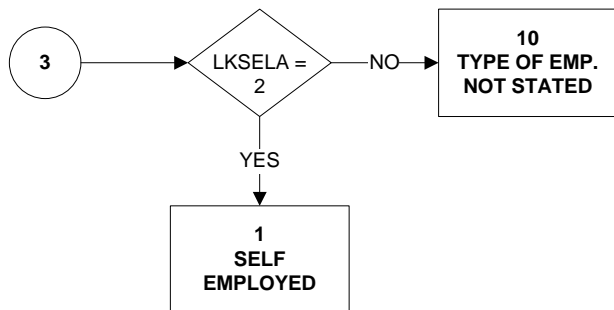 3
LKSELA =
2
NO
10
TYPE OF EMP.
NOT STATED
YES
1
SELF
EMPLOYED